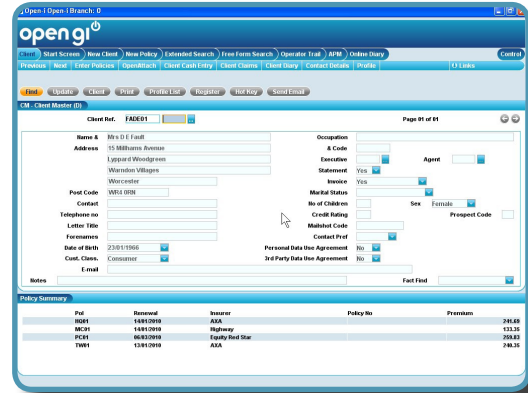 Open-I Open-I Branch: 0
open gi
Client Start Screen New Client New Policy Extended Search Free Form Search Operator Trail APM Online Diary Control
Previous Next Enter Policies OpenAttach Client Cash Entry Client Claims Client Diary Contact Details Profile Links
Find Update Client Print Profile List Register Hot Key Send Email
CM - Client Master (D)
Client Ref. FADE01 Page 01 of 01
Name & Mrs D E Fault Occupation
Address 15 Milthams Avenue & Code
Lyppard Woodgreen Executive Agent
Warndon Villages Statement Yes
Worcester Invoice Yes
Post Code WR4 0RN Marital Status
Contact No of Children Sex Female
Telephone no Credit Rating Prospect Code
Letter Title Mailshot Code
Forenames Contact Pref
Date of Birth 23/01/1966 Personal Data Use Agreement No
Cust. Class. Consumer 3rd Party Data Use Agreement No
E-mail
Notes Fact Find
Policy Summary
Pol Renewal Insurer Policy No Premium
HQ01 14/01/2010 AXA 241.69
MC01 14/01/2010 Highway 133.35
PC01 06/03/2010 Equity Red Star 259.83
TW01 13/01/2010 AXA 240.35